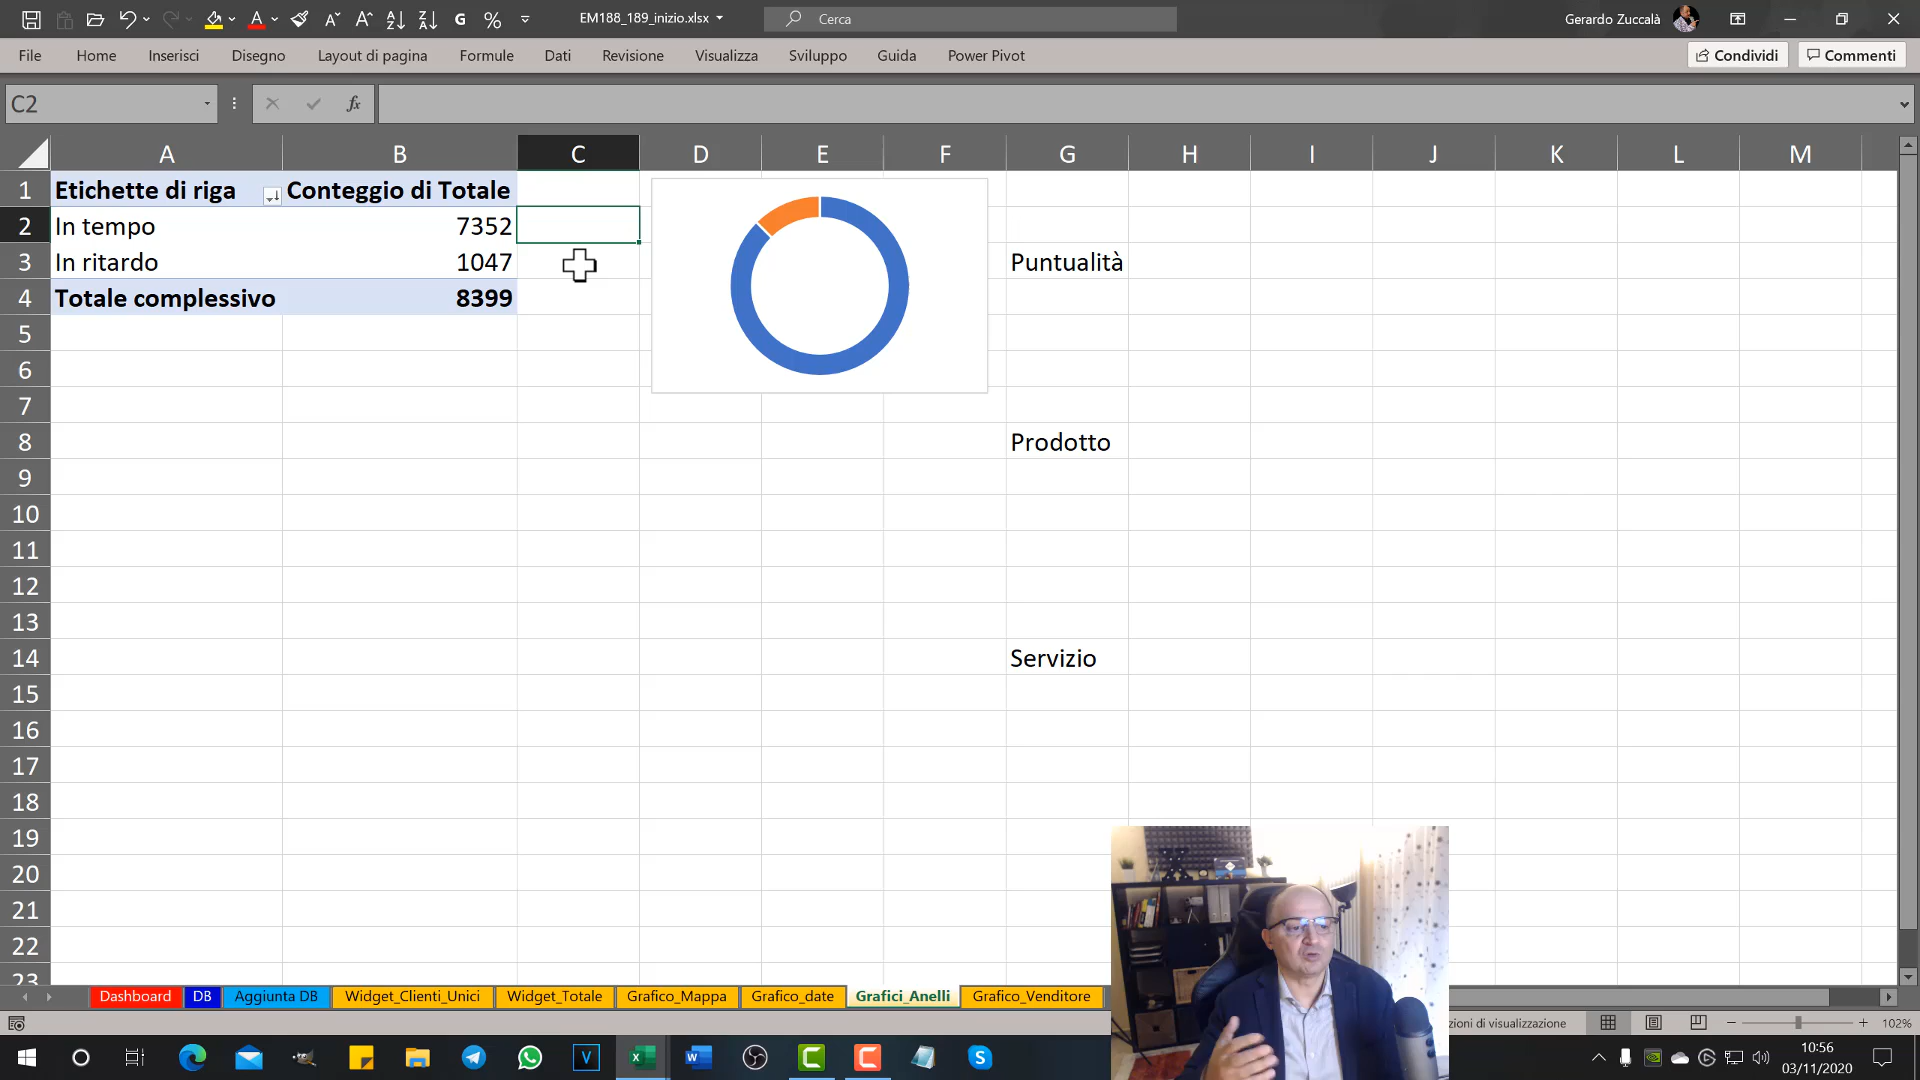 G
%
EM188_189_inizio.xlsx
Cerca
Gerardo Zuccalà
File Home Inserisci Disegno Layout di pagina Formule Dati Revisione Visualizza Sviluppo Guida Power Pivot Condividi Commenti
C2 fx
A B C D E F G H I J K L M
1 Etichette di riga Conteggio di Totale
2 In tempo 7352
3 In ritardo 1047 Puntualità
4 Totale complessivo 8399
5
6
7
8 Prodotto
9
10
11
12
13
14 Servizio
15
16
17
18
19
20
21
22
23
Dashboard DB Aggiunta DB Widget_Clienti_Unici Widget_Totale Grafico_Mappa Grafico_date Grafici_Anelli Grafico_Venditore
zioni di visualizzazione 102%
10:56
03/11/2020